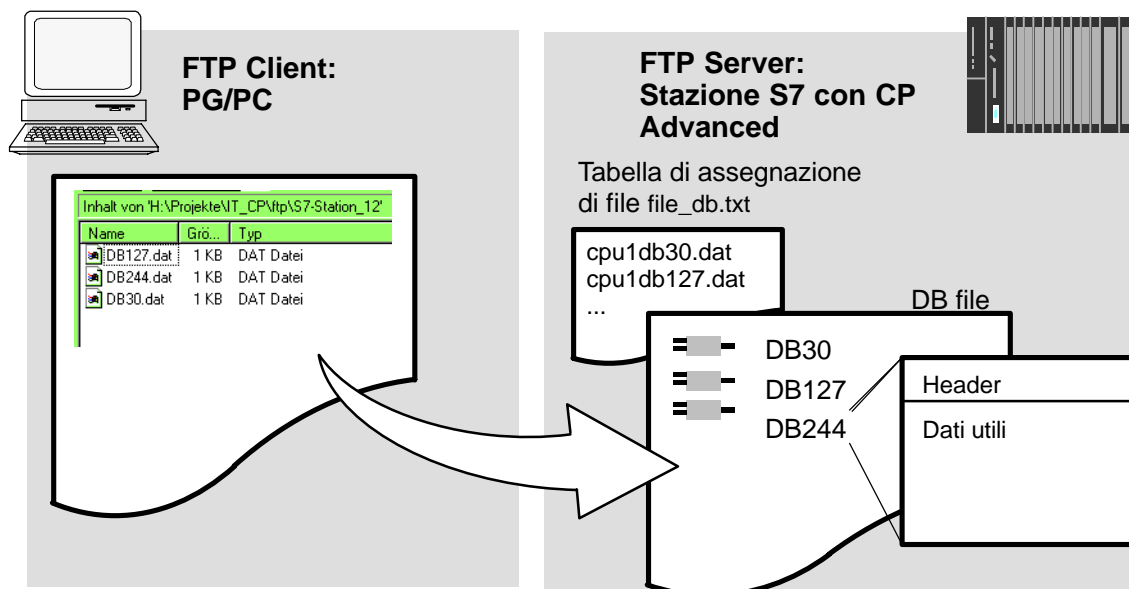 FTP Client:
PG/PC
Inhalt von 'H:\Projekte\IT_CP\ftp\S7-Station_12'
Name Grö... Typ
DB127.dat 1 KB DAT Datei
DB244.dat 1 KB DAT Datei
DB30.dat 1 KB DAT Datei
FTP Server:
Stazione S7 con CP
Advanced
Tabella di assegnazione
di file file_db.txt
cpu1db30.dat
cpu1db127.dat
...
DB file
DB30
DB127
DB244
Header
Dati utili